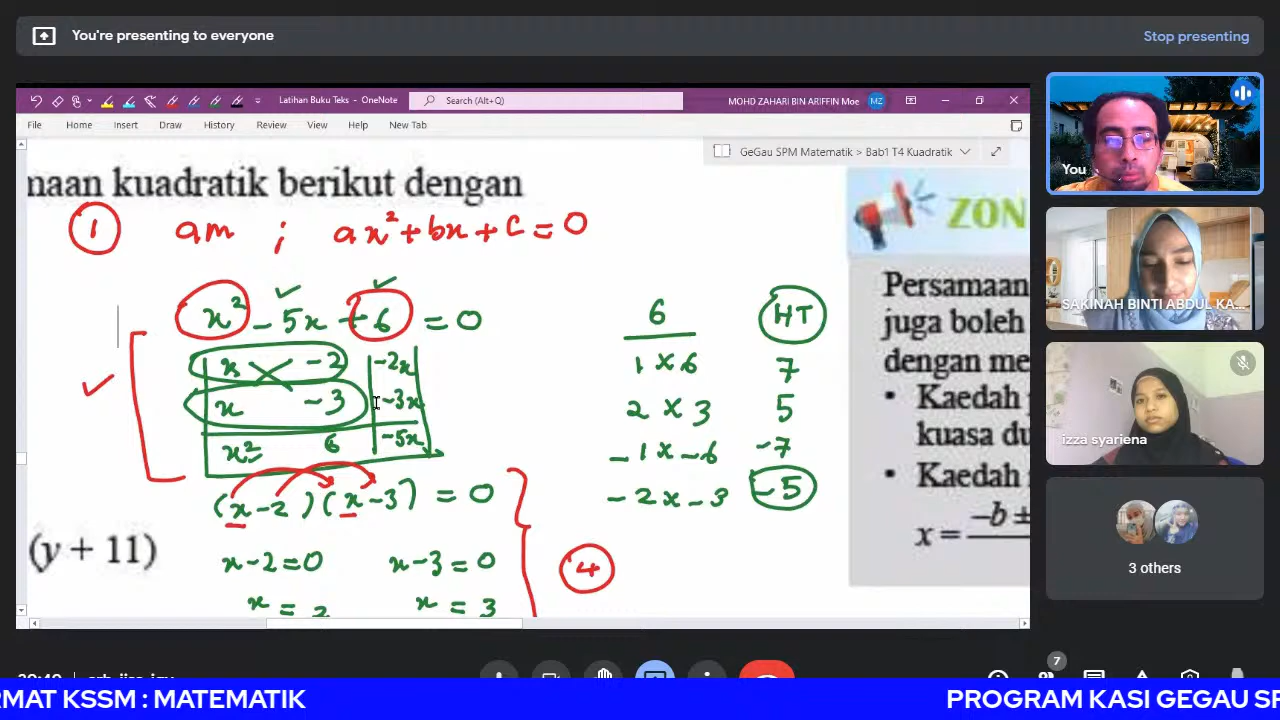 You're presenting to everyone
Stop presenting
Latihan Buku Teks - OneNote
Search (Alt+Q)
MOHD ZAHARI BIN ARIFFIN Moe
MZ
File Home Insert Draw History Review View Help New Tab
GeGau SPM Matematik > Bab1 T4 Kuadratik
naan kuadratik berikut dengan
1 am ; ax²+bx+c=0
x² - 5x + 6 = 0
x -2 -2x
x -3 -3x
x² 6 -5x
(x-2)(x-3) = 0
x-2=0 x-3=0
x = 2 x = 3
4
6 HT
1 x 6 7
2 x 3 5
-1 x -6 -7
-2 x -3 -5
(y + 11)
ZON
Persamaan
juga boleh
dengan me
• Kaedah
kuasa du
• Kaedah
x = -b ±
You
SAKINAH BINTI ABDUL KA...
izza syariena
3 others
7
RMAT KSSM : MATEMATIK
PROGRAM KASI GEGAU SP